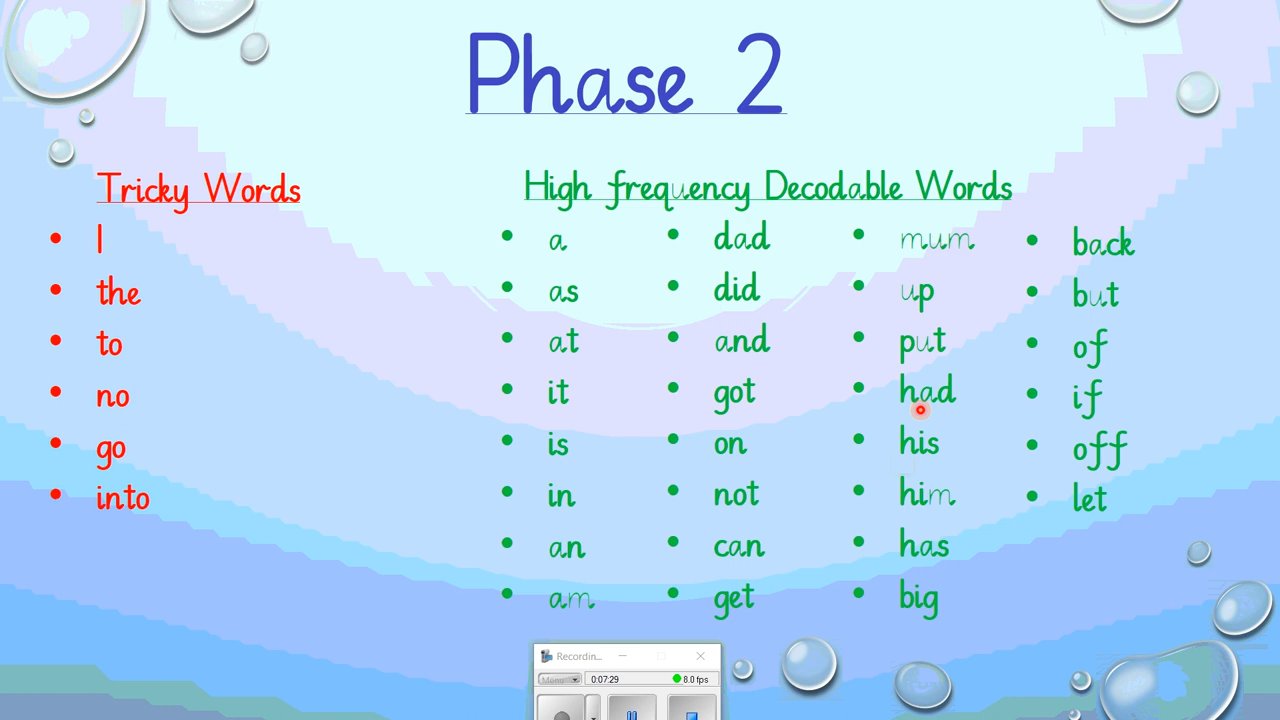 Phase 2
Tricky Words
• I
• the
• to
• no
• go
• into
High frequency Decodable Words
• a
• as
• at
• it
• is
• in
• an
• am
• dad
• did
• and
• got
• on
• not
• can
• get
• mum
• up
• put
• had
• his
• him
• has
• big
• back
• but
• of
• if
• off
• let
Recordin...
Menu
0:07:29
8.0 fps